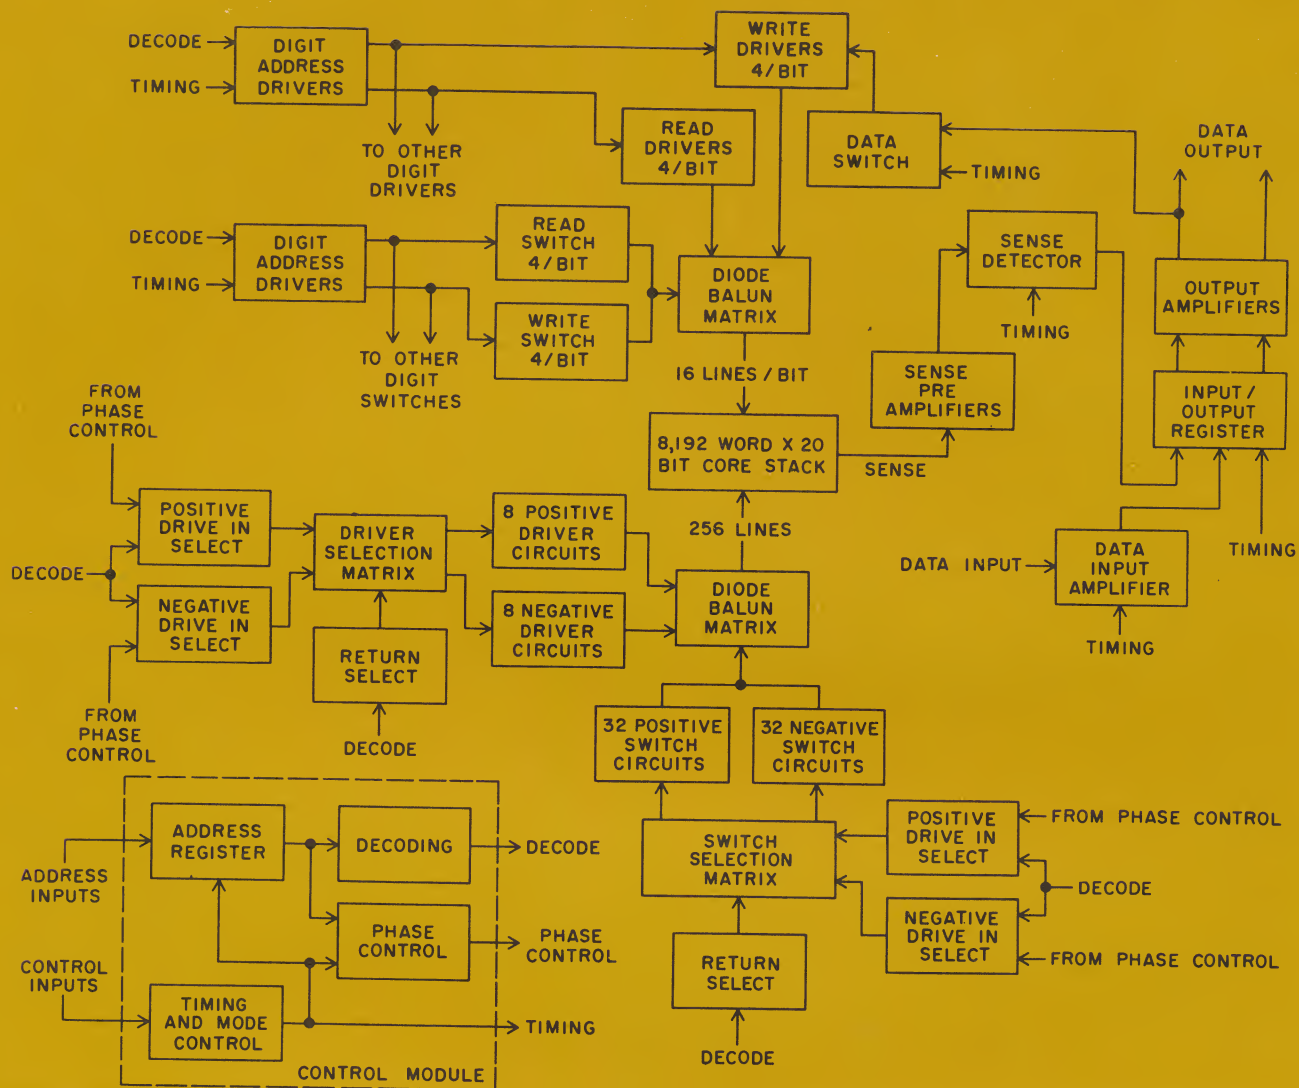 DECODE
TIMING
DIGIT
ADDRESS
DRIVERS
TO OTHER
DIGIT
DRIVERS
WRITE
DRIVERS
4/BIT
READ
DRIVERS
4/BIT
DATA
SWITCH
TIMING
DATA
OUTPUT
DECODE
TIMING
DIGIT
ADDRESS
DRIVERS
TO OTHER
DIGIT
SWITCHES
READ
SWITCH
4/BIT
WRITE
SWITCH
4/BIT
DIODE
BALUN
MATRIX
16 LINES / BIT
SENSE
DETECTOR
TIMING
OUTPUT
AMPLIFIERS
SENSE
PRE
AMPLIFIERS
INPUT/
OUTPUT
REGISTER
8,192 WORD X 20
BIT CORE STACK
SENSE
256 LINES
FROM
PHASE
CONTROL
POSITIVE
DRIVE IN
SELECT
DECODE
NEGATIVE
DRIVE IN
SELECT
FROM
PHASE
CONTROL
DRIVER
SELECTION
MATRIX
RETURN
SELECT
DECODE
8 POSITIVE
DRIVER
CIRCUITS
8 NEGATIVE
DRIVER
CIRCUITS
DIODE
BALUN
MATRIX
DATA INPUT
DATA
INPUT
AMPLIFIER
TIMING
TIMING
32 POSITIVE
SWITCH
CIRCUITS
32 NEGATIVE
SWITCH
CIRCUITS
SWITCH
SELECTION
MATRIX
RETURN
SELECT
DECODE
POSITIVE
DRIVE IN
SELECT
FROM PHASE CONTROL
DECODE
NEGATIVE
DRIVE IN
SELECT
FROM PHASE CONTROL
ADDRESS
INPUTS
ADDRESS
REGISTER
DECODING
DECODE
PHASE
CONTROL
PHASE
CONTROL
CONTROL
INPUTS
TIMING
AND MODE
CONTROL
TIMING
CONTROL MODULE